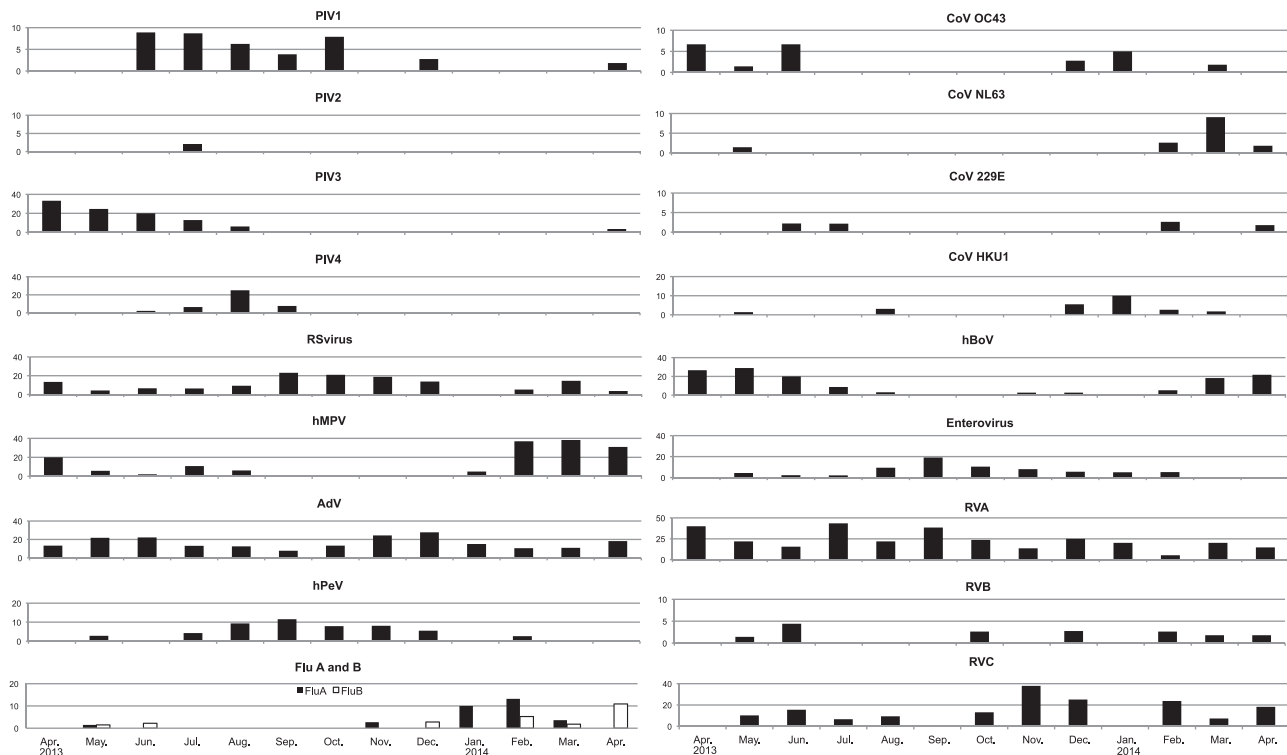 PIV1
10
5
0
PIV2
10
5
0
PIV3
40
20
0
PIV4
40
20
0
RSvirus
40
20
0
hMPV
40
20
0
AdV
40
20
0
hPeV
20
10
0
Flu A and B
FluA FluB
20
10
0
Apr. May. Jun. Jul. Aug. Sep. Oct. Nov. Dec. Jan. Feb. Mar. Apr.
2013 2014
CoV OC43
10
5
0
CoV NL63
10
5
0
CoV 229E
10
5
0
CoV HKU1
20
10
0
hBoV
40
20
0
Enterovirus
40
20
0
RVA
50
25
0
RVB
10
5
0
RVC
40
20
0
Apr. May. Jun. Jul. Aug. Sep. Oct. Nov. Dec. Jan. Feb. Mar. Apr.
2013 2014